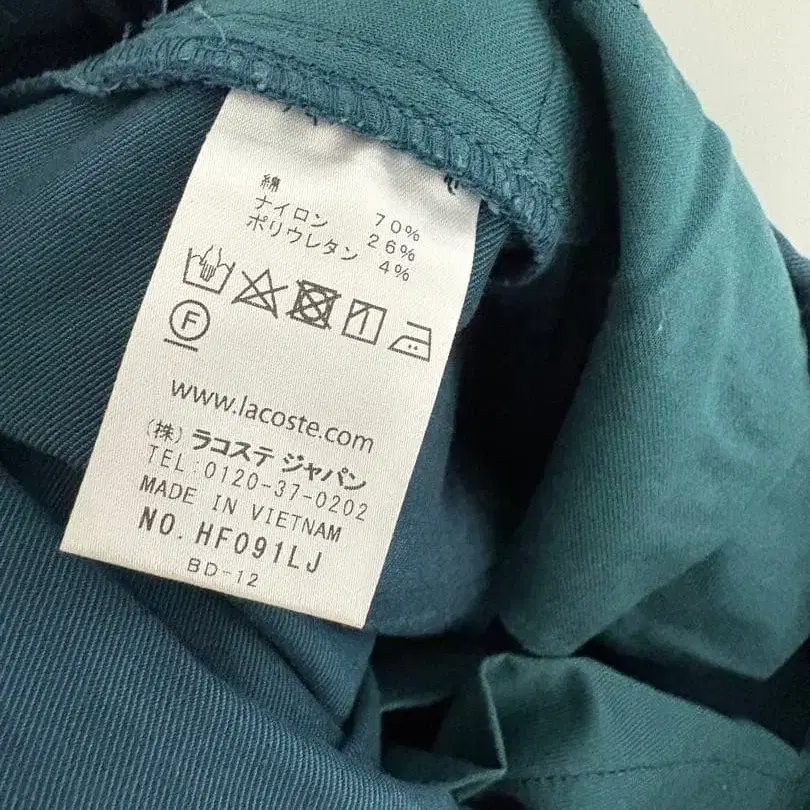 綿 70%
ナイロン 26%
ポリウレタン 4%
F
www.lacoste.com
(株) ラコステ ジャパン
TEL:0120-37-0202
MADE IN VIETNAM
NO. HF091LJ
BD-12